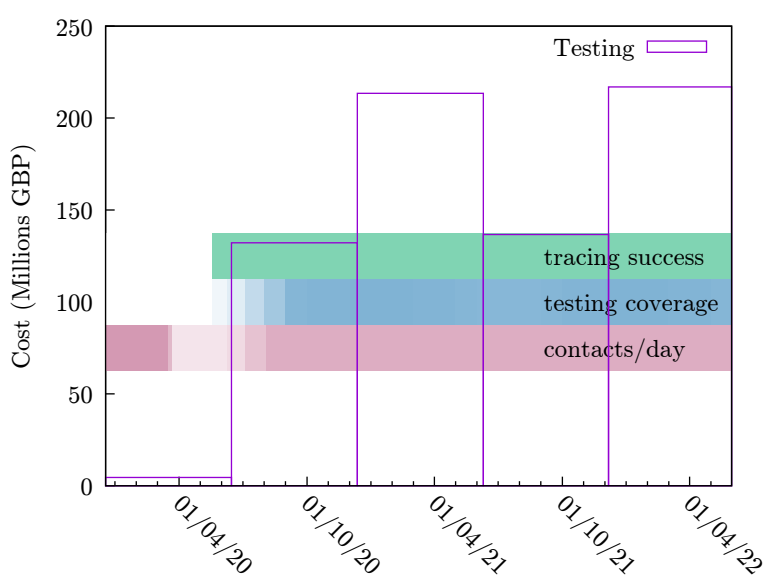 250
Testing
200
150
100
50
0
Cost (Millions GBP)
tracing success
testing coverage
contacts/day
01/04/20
01/10/20
01/04/21
01/10/21
01/04/22